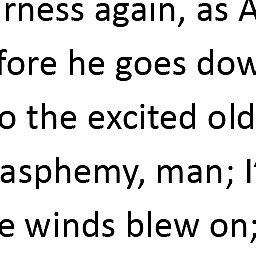 rness again, as A
fore he goes dow
o the excited old
asphemy, man; I'
e winds blew on;